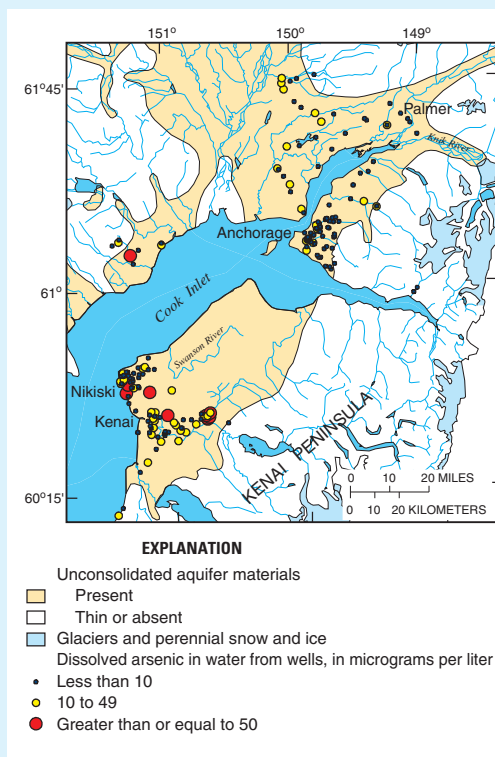 151° 150° 149°
61°45'
Palmer
Knik River
Anchorage
61°
Cook Inlet
Swanson River
Nikiski
Kenai
KENAI PENINSULA
0 10 20 MILES
0 10 20 KILOMETERS
60°15'
EXPLANATION
Unconsolidated aquifer materials
Present
Thin or absent
Glaciers and perennial snow and ice
Dissolved arsenic in water from wells, in micrograms per liter
Less than 10
10 to 49
Greater than or equal to 50